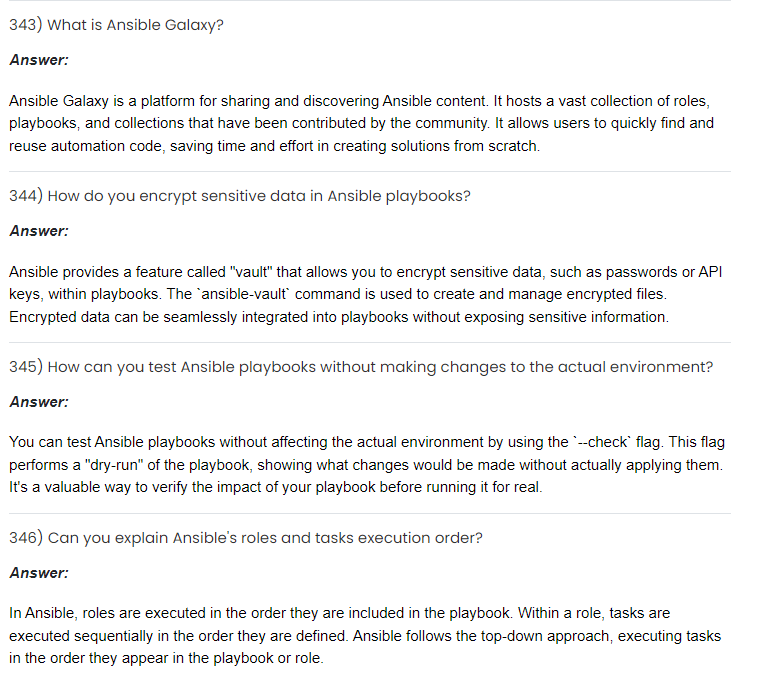 343) What is Ansible Galaxy?
Answer:
Ansible Galaxy is a platform for sharing and discovering Ansible content. It hosts a vast collection of roles,
playbooks, and collections that have been contributed by the community. It allows users to quickly find and
reuse automation code, saving time and effort in creating solutions from scratch.
344) How do you encrypt sensitive data in Ansible playbooks?
Answer:
Ansible provides a feature called "vault" that allows you to encrypt sensitive data, such as passwords or API
keys, within playbooks. The `ansible-vault` command is used to create and manage encrypted files.
Encrypted data can be seamlessly integrated into playbooks without exposing sensitive information.
345) How can you test Ansible playbooks without making changes to the actual environment?
Answer:
You can test Ansible playbooks without affecting the actual environment by using the `--check` flag. This flag
performs a "dry-run" of the playbook, showing what changes would be made without actually applying them.
It's a valuable way to verify the impact of your playbook before running it for real.
346) Can you explain Ansible's roles and tasks execution order?
Answer:
In Ansible, roles are executed in the order they are included in the playbook. Within a role, tasks are
executed sequentially in the order they are defined. Ansible follows the top-down approach, executing tasks
in the order they appear in the playbook or role.